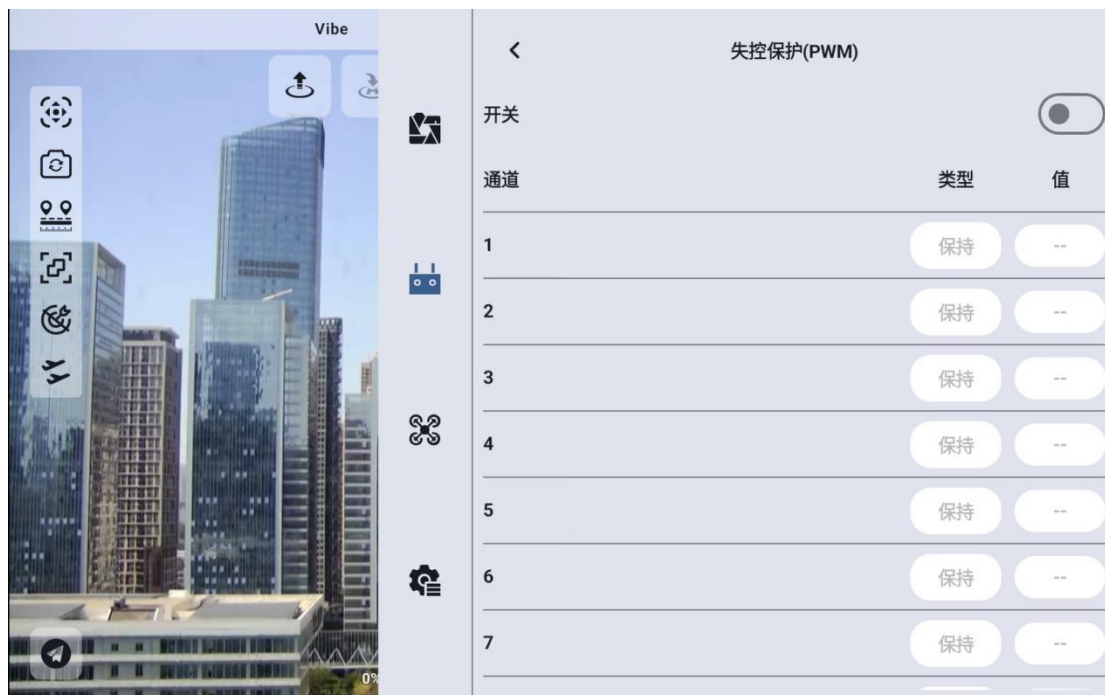 Vibe
失控保护(PWM)
开关
通道 类型 值
1 保持 --
2 保持 --
3 保持 --
4 保持 --
5 保持 --
6 保持 --
7 保持 --
0%